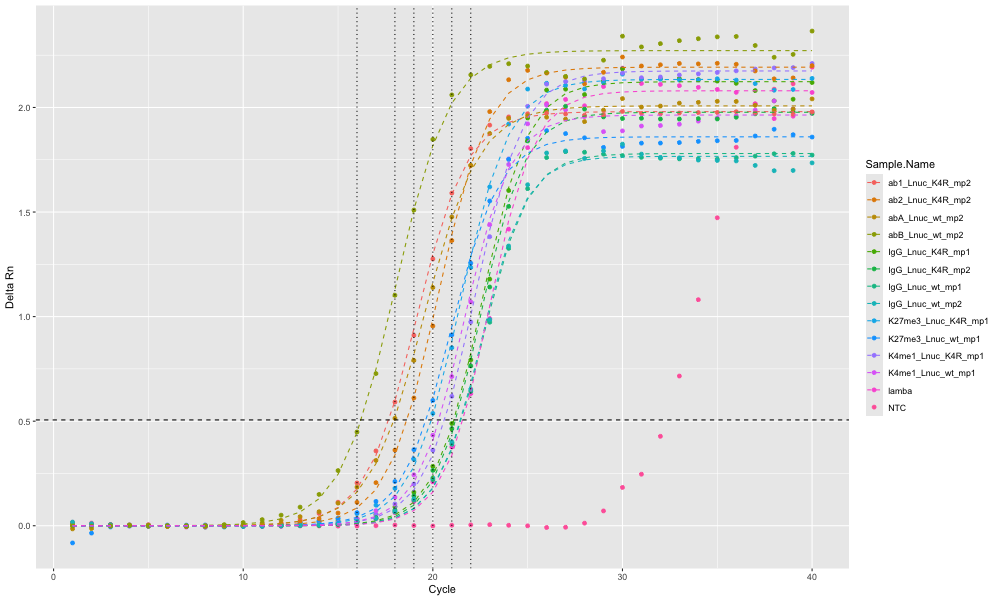 Delta Rn
2.0
1.5
1.0
0.5
0.0
0
10
20
30
40
Cycle
Sample.Name
ab1_Lnuc_K4R_mp2
ab2_Lnuc_K4R_mp2
abA_Lnuc_wt_mp2
abB_Lnuc_wt_mp2
IgG_Lnuc_K4R_mp1
IgG_Lnuc_K4R_mp2
IgG_Lnuc_wt_mp1
IgG_Lnuc_wt_mp2
K27me3_Lnuc_K4R_mp1
K27me3_Lnuc_wt_mp1
K4me1_Lnuc_K4R_mp1
K4me1_Lnuc_wt_mp1
lamba
NTC